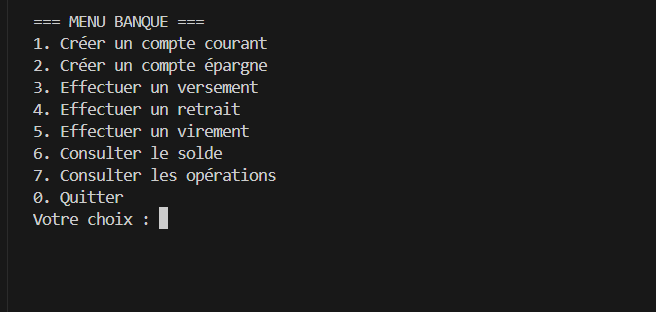 === MENU BANQUE ===
1. Créer un compte courant
2. Créer un compte épargne
3. Effectuer un versement
4. Effectuer un retrait
5. Effectuer un virement
6. Consulter le solde
7. Consulter les opérations
0. Quitter
Votre choix :